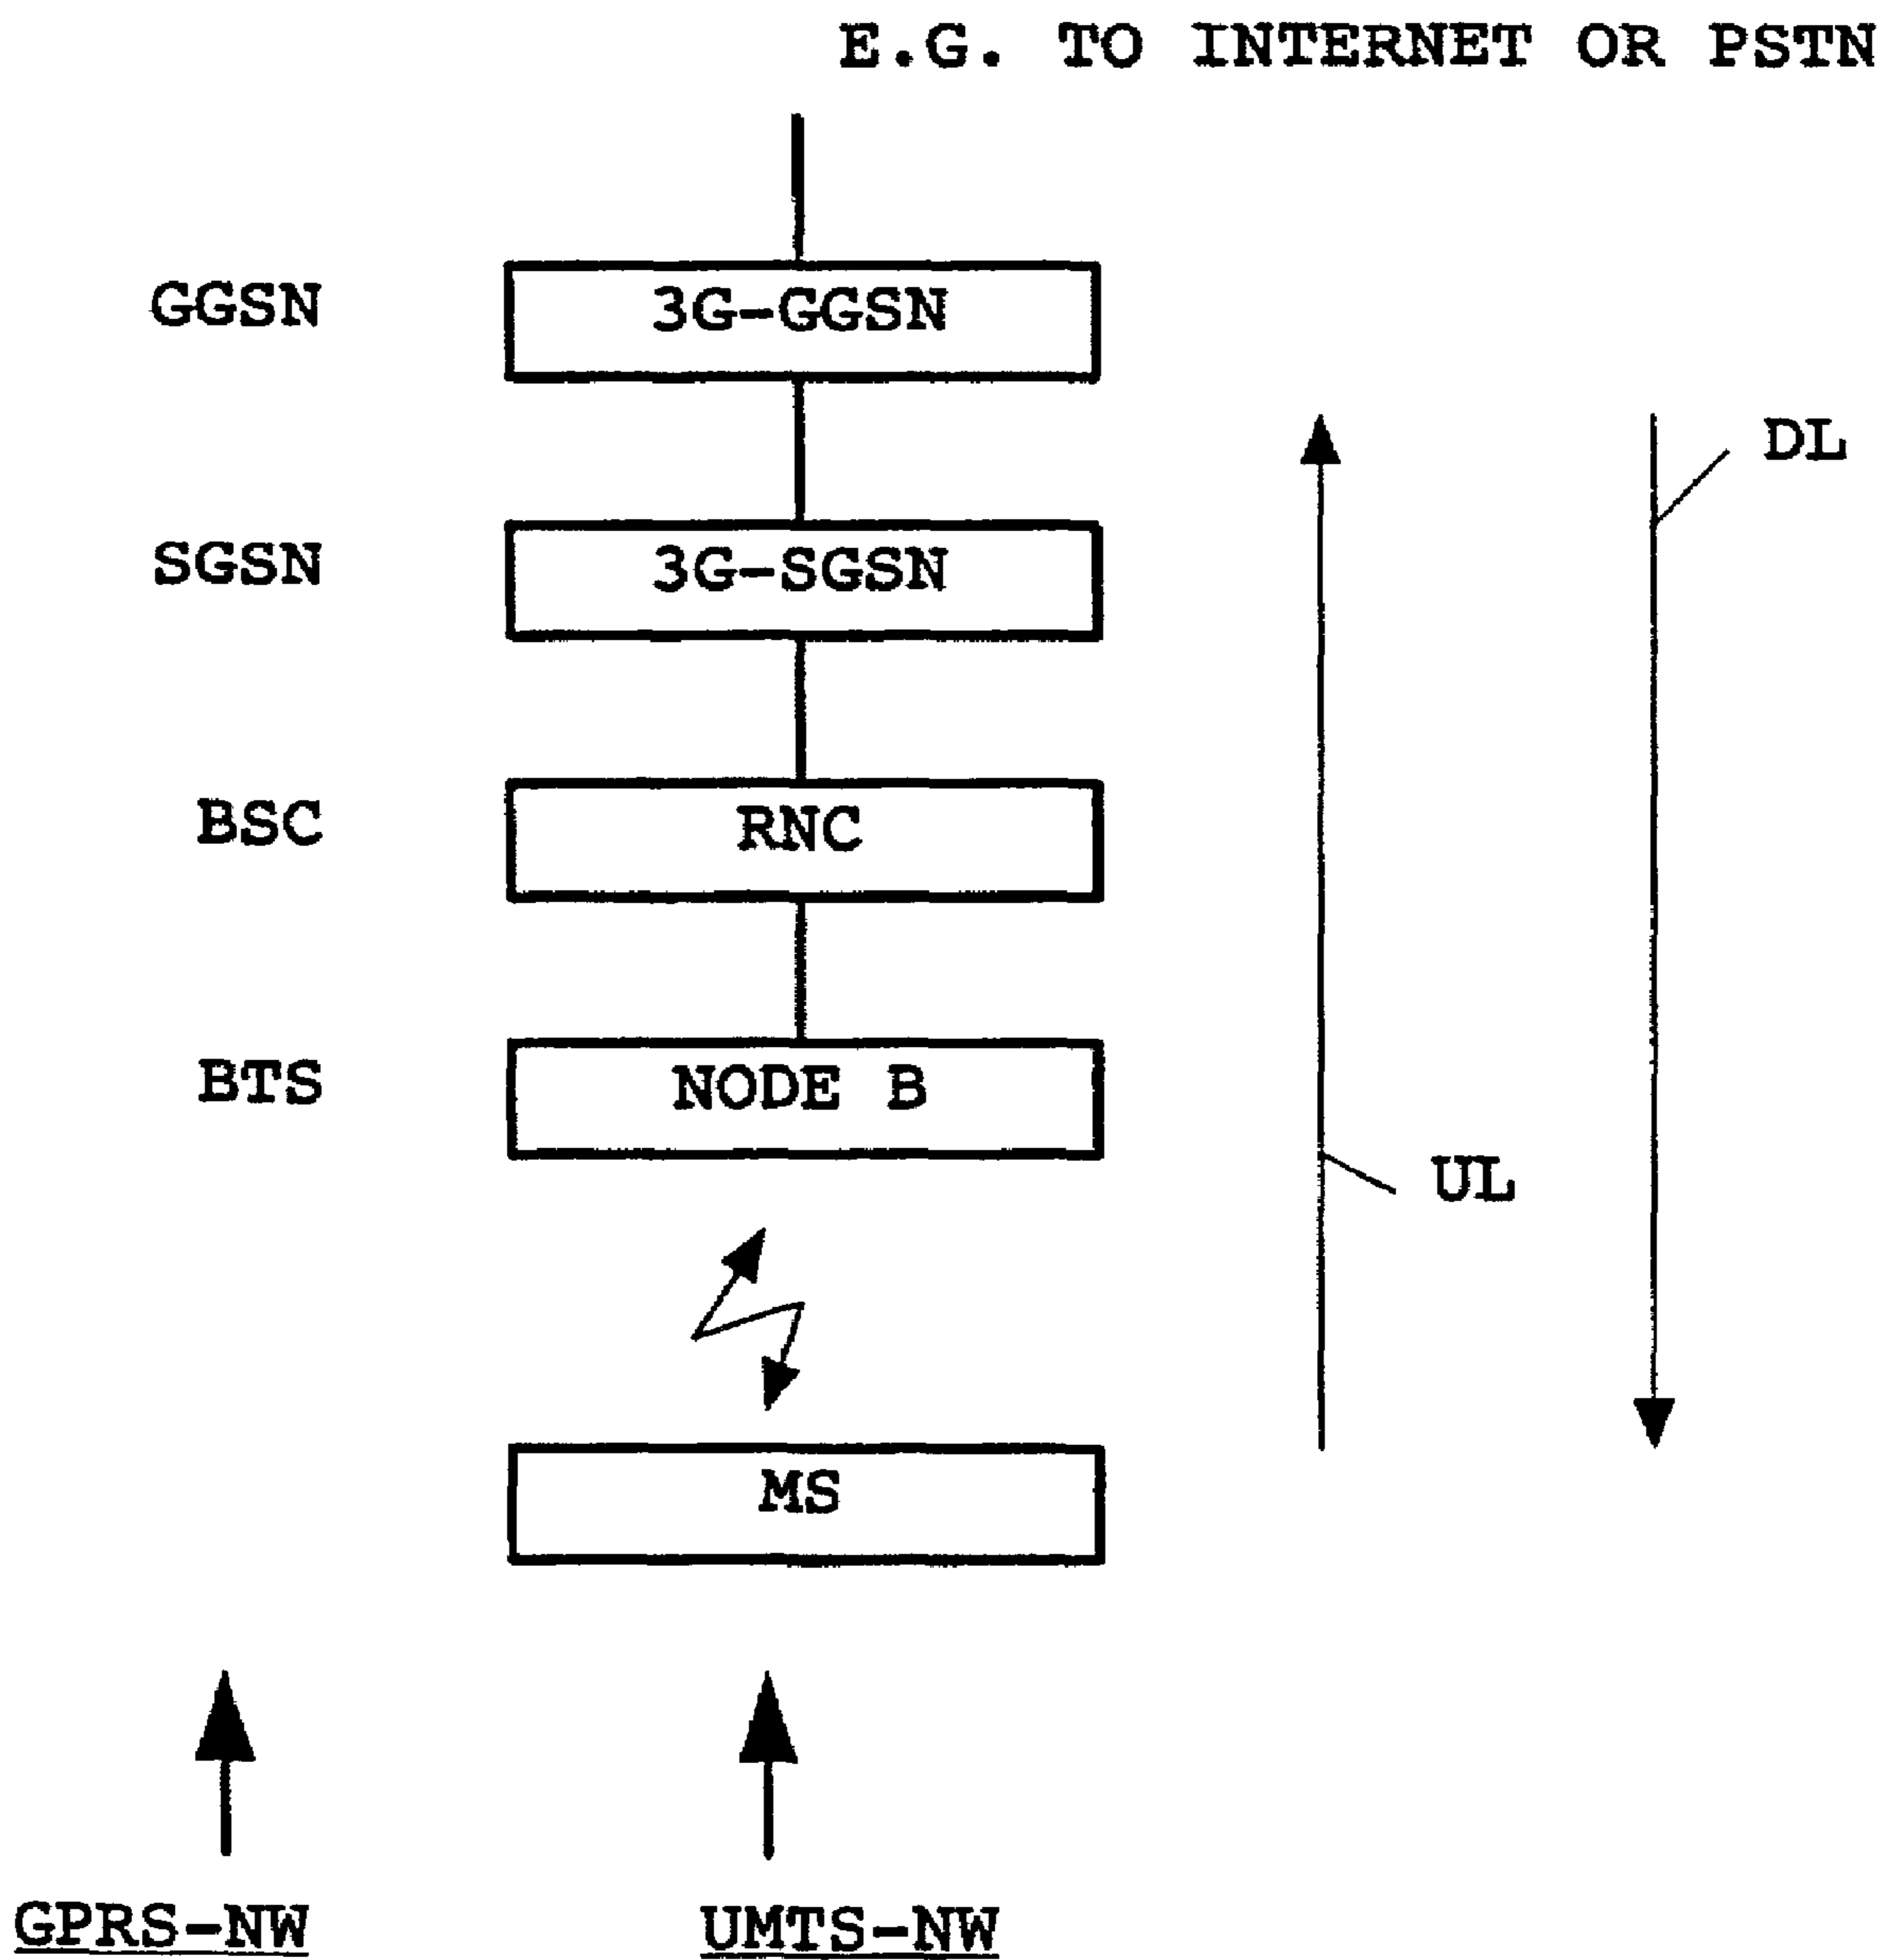 E.G. TO INTERNET OR PSTN
GGSN
3G-GGSN
DL
SGSN
3G-SGSN
BSC
RNC
BTS
NODE B
UL
MS
GPRS-NW
UMTS-NW